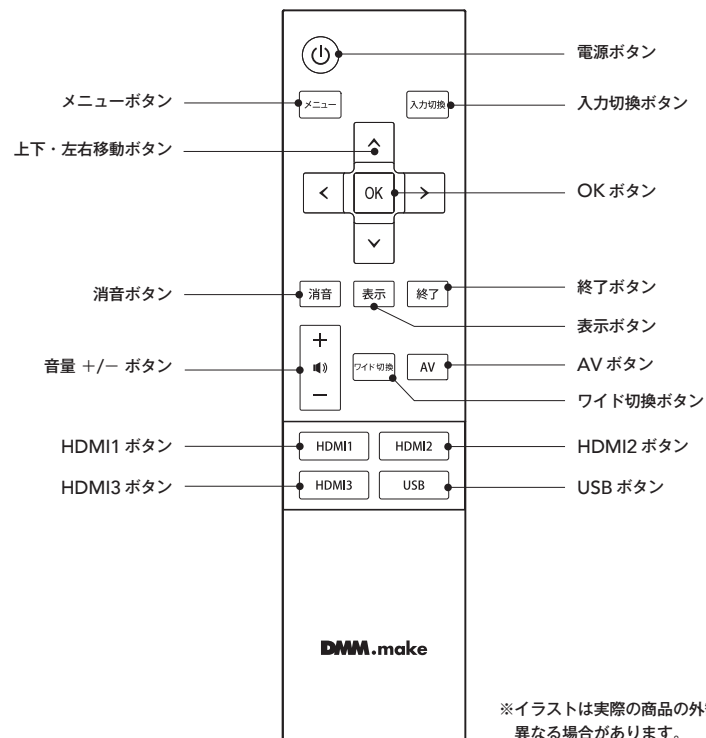 電源ボタン
メニューボタン
メニュー
入力切換
入力切換ボタン
上下・左右移動ボタン
OK
OK ボタン
消音ボタン
消音
表示
終了
終了ボタン
表示ボタン
音量 +/− ボタン
+
−
ワイド切換
AV
AV ボタン
ワイド切換ボタン
HDMI1 ボタン
HDMI1
HDMI2
HDMI2 ボタン
HDMI3 ボタン
HDMI3
USB
USB ボタン
DMM.make
※イラストは実際の商品の外
異なる場合があります。